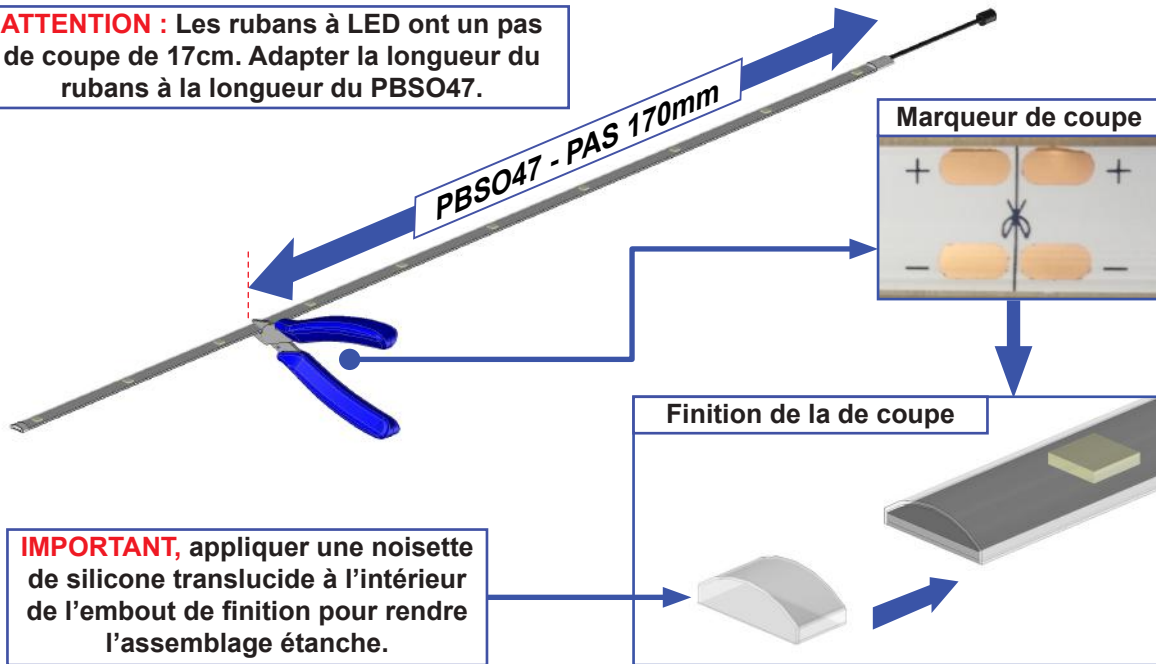 ATTENTION : Les rubans à LED ont un pas
de coupe de 17cm. Adapter la longueur du
rubans à la longueur du PBSO47.
PBSO47 - PAS 170mm
Marqueur de coupe
+ +
- -
Finition de la de coupe
IMPORTANT, appliquer une noisette
de silicone translucide à l’intérieur
de l’embout de finition pour rendre
l’assemblage étanche.